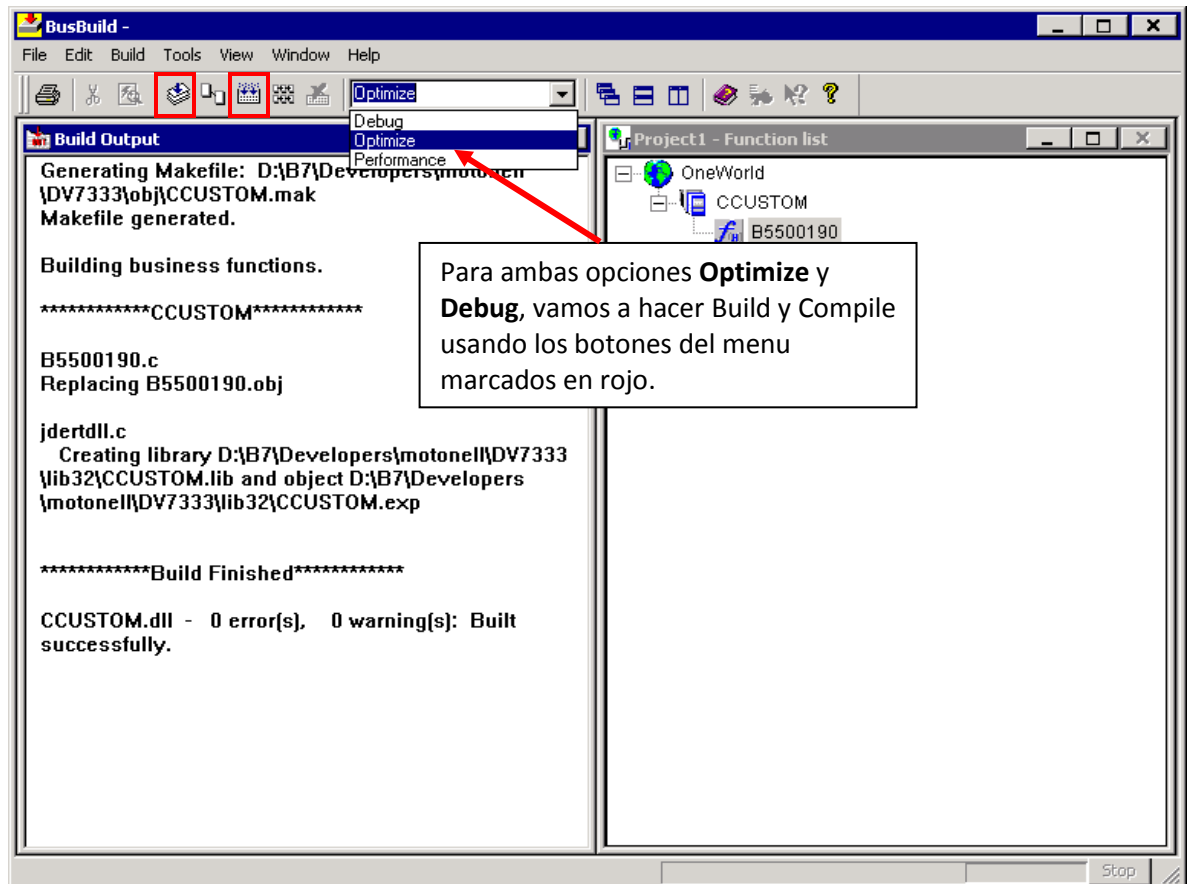 BusBuild -
File Edit Build Tools View Window Help
Optimize
Debug
Optimize
Performance
Build Output
Generating Makefile: D:\B7\Developers\motonell
\DV7333\obj\CCUSTOM.mak
Makefile generated.
Building business functions.
************CCUSTOM************
B5500190.c
Replacing B5500190.obj
jdertdll.c
Creating library D:\B7\Developers\motonell\DV7333
\lib32\CCUSTOM.lib and object D:\B7\Developers
\motonell\DV7333\lib32\CCUSTOM.exp
************Build Finished************
CCUSTOM.dll - 0 error(s), 0 warning(s): Built
successfully.
Project1 - Function list
OneWorld
CCUSTOM
B5500190
Para ambas opciones Optimize y
Debug, vamos a hacer Build y Compile
usando los botones del menu
marcados en rojo.
Stop